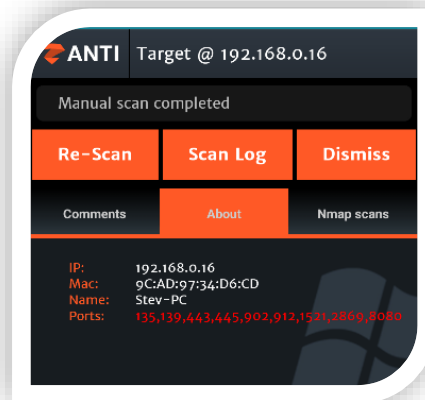 zANTI Target @ 192.168.0.16
Manual scan completed
Re-Scan Scan Log Dismiss
Comments About Nmap scans
IP: 192.168.0.16
Mac: 9C:AD:97:34:D6:CD
Name: Stev-PC
Ports: 135,139,443,445,902,912,1521,2869,8080